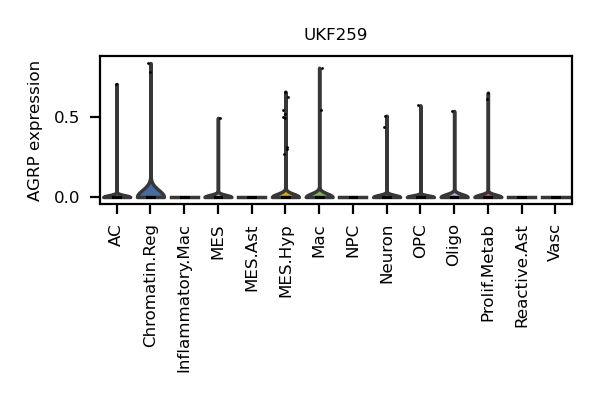 UKF259
AGRP expression
0.5
0.0
AC
Chromatin.Reg
Inflammatory.Mac
MES
MES.Ast
MES.Hyp
Mac
NPC
Neuron
OPC
Oligo
Prolif.Metab
Reactive.Ast
Vasc